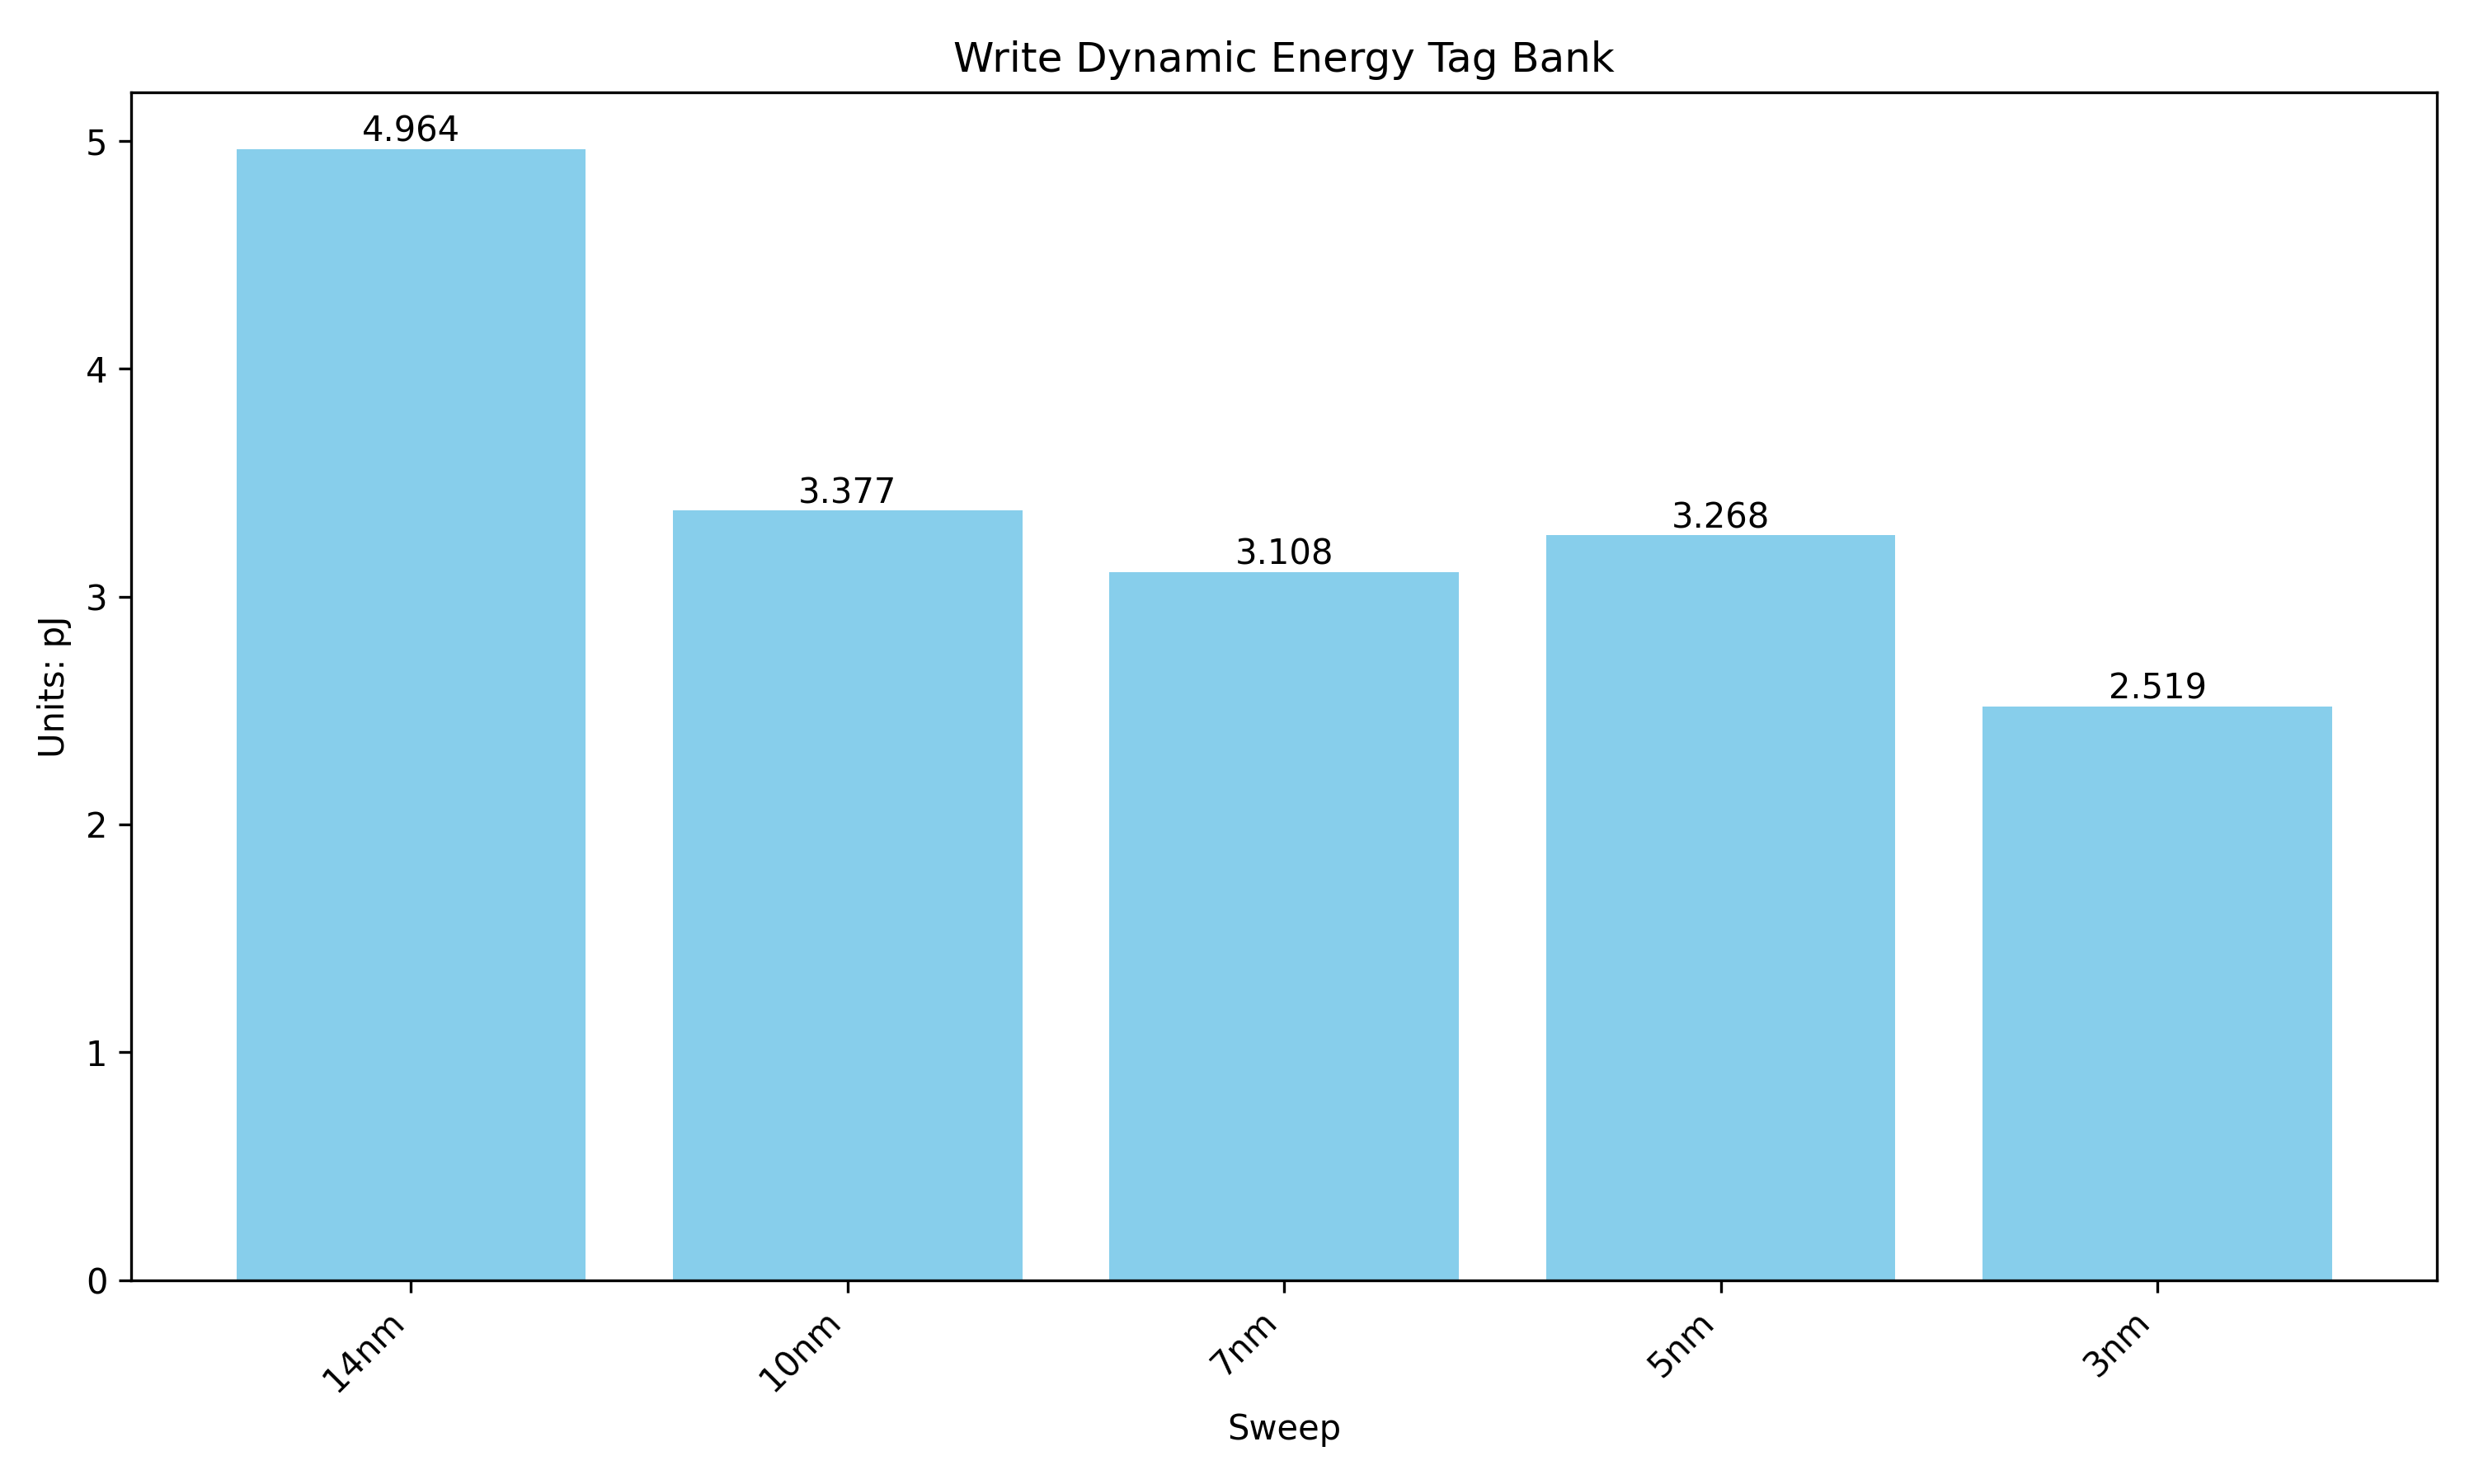 Write Dynamic Energy Tag Bank
Units: pJ
5
4
3
2
1
0
4.964
3.377
3.108
3.268
2.519
14nm
10nm
7nm
5nm
3nm
Sweep